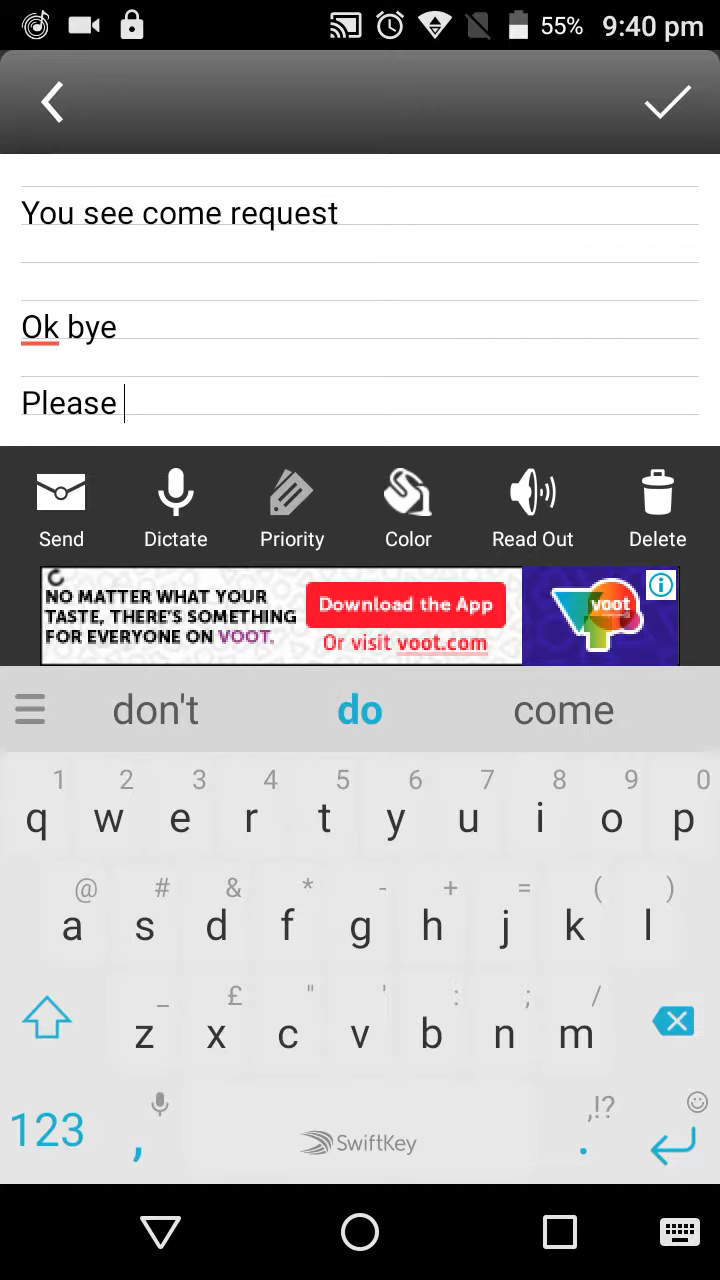 55% 9:40 pm
You see come request
Ok bye
Please
Send Dictate Priority Color Read Out Delete
NO MATTER WHAT YOUR
TASTE, THERE'S SOMETHING
FOR EVERYONE ON VOOT.
Download the App
Or visit voot.com
voot
don't do come
1 2 3 4 5 6 7 8 9 0
q w e r t y u i o p
@ # & * - + = ( )
a s d f g h j k l
_ £ " ' : ; /
z x c v b n m
123 , SwiftKey ,!? .